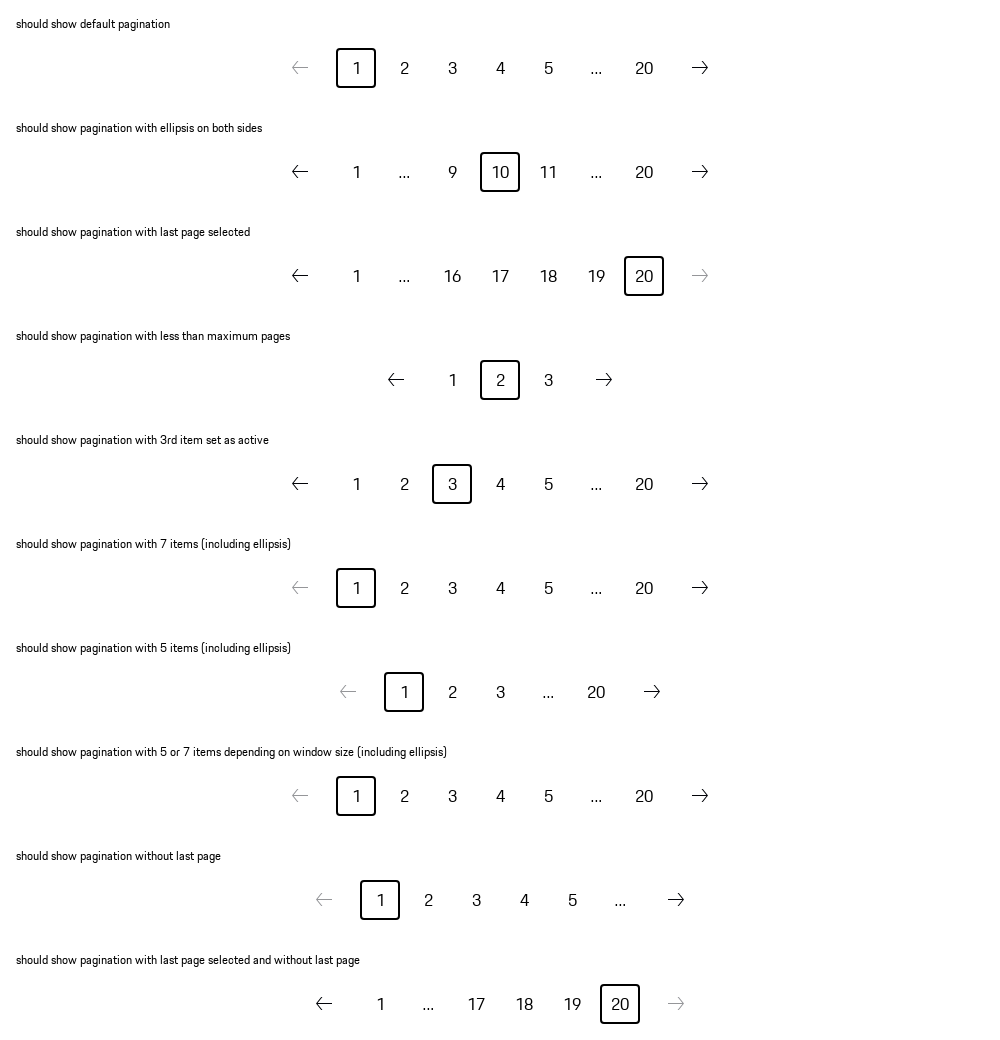 should show default pagination
← 1 2 3 4 5 ... 20 →
should show pagination with ellipsis on both sides
← 1 ... 9 10 11 ... 20 →
should show pagination with last page selected
← 1 ... 16 17 18 19 20 →
should show pagination with less than maximum pages
← 1 2 3 →
should show pagination with 3rd item set as active
← 1 2 3 4 5 ... 20 →
should show pagination with 7 items (including ellipsis)
← 1 2 3 4 5 ... 20 →
should show pagination with 5 items (including ellipsis)
← 1 2 3 ... 20 →
should show pagination with 5 or 7 items depending on window size (including ellipsis)
← 1 2 3 4 5 ... 20 →
should show pagination without last page
← 1 2 3 4 5 ... →
should show pagination with last page selected and without last page
← 1 ... 17 18 19 20 →